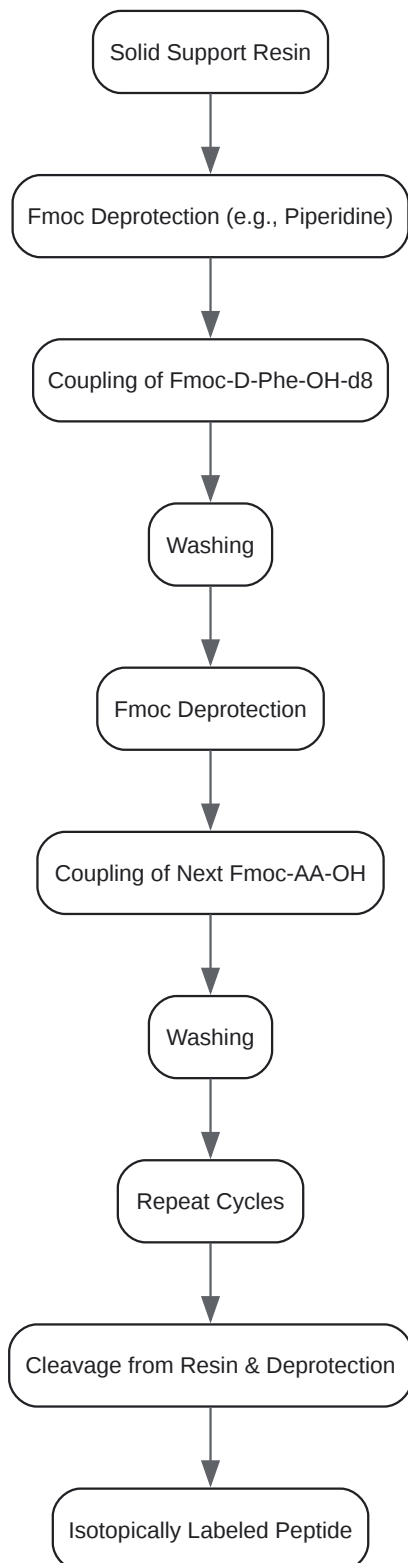 Solid Support Resin
Fmoc Deprotection (e.g., Piperidine)
Coupling of Fmoc-D-Phe-OH-d8
Washing
Fmoc Deprotection
Coupling of Next Fmoc-AA-OH
Washing
Repeat Cycles
Cleavage from Resin & Deprotection
Isotopically Labeled Peptide